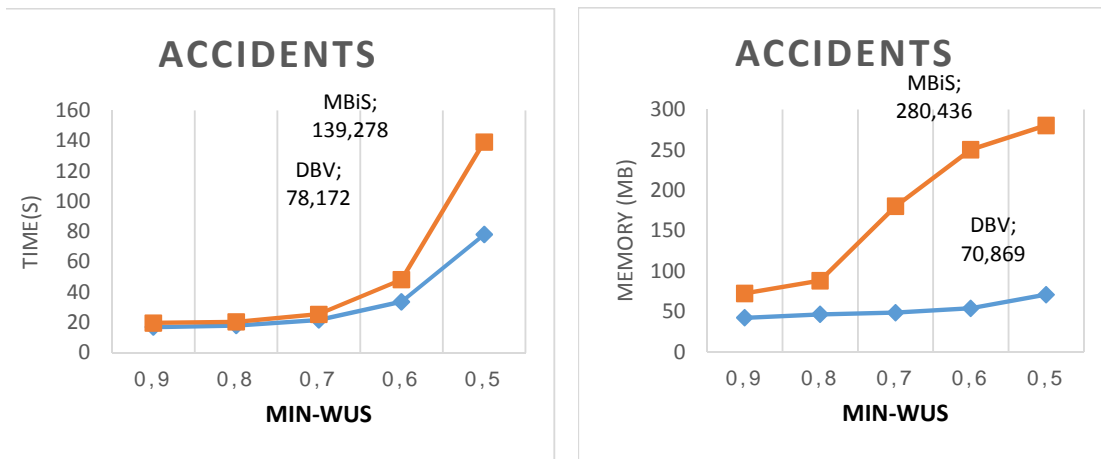 ACCIDENTS
MBiS;
139,278
DBV;
78,172
160
140
120
100
80
60
40
20
0
TIME(S)
0,9 0,8 0,7 0,6 0,5
MIN-WUS
ACCIDENTS
MBiS;
280,436
DBV;
70,869
300
250
200
150
100
50
0
MEMORY (MB)
0,9 0,8 0,7 0,6 0,5
MIN-WUS